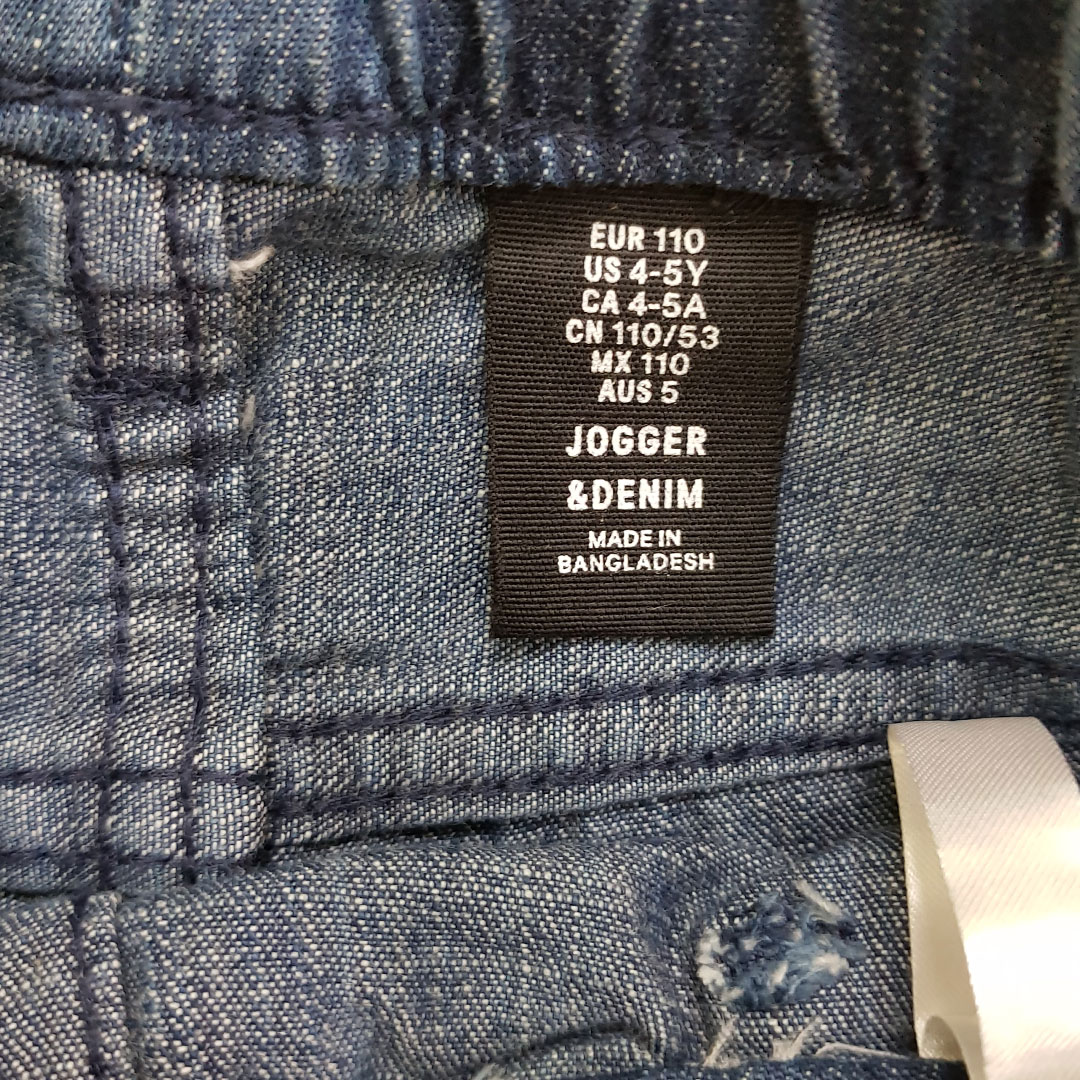 EUR 110
US 4-5Y
CA 4-5A
CN 110/53
MX 110
AUS 5
JOGGER
&DENIM
MADE IN
BANGLADESH